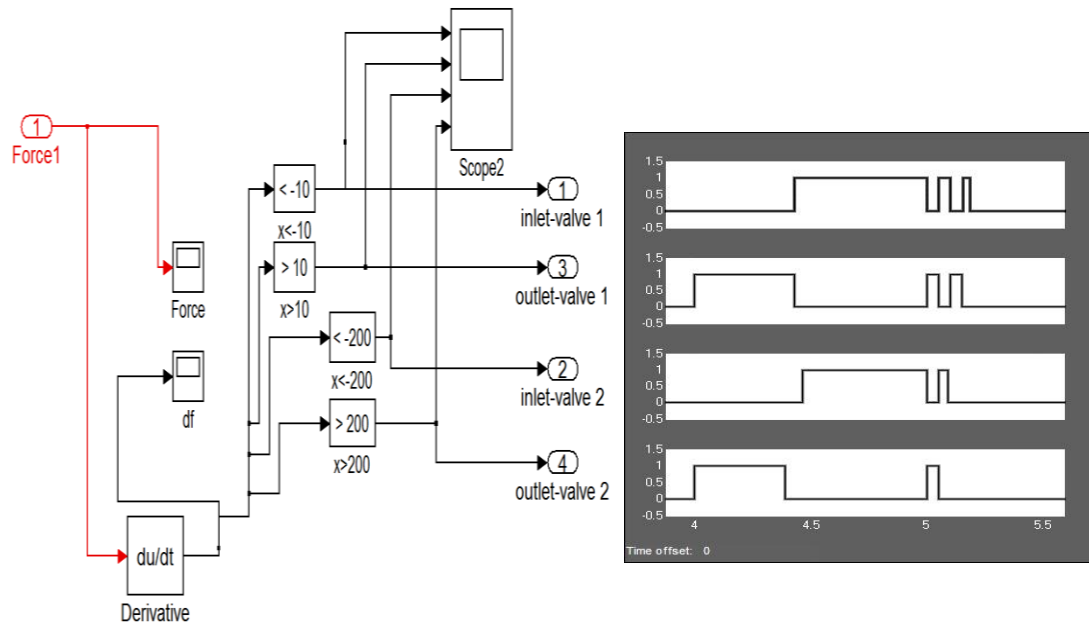 1
Force1
Force
df
du/dt
Derivative
< -10
x<-10
> 10
x>10
< -200
x<-200
> 200
x>200
Scope2
1
inlet-valve 1
3
outlet-valve 1
2
inlet-valve 2
4
outlet-valve 2
1.5
1
0.5
0
-0.5
1.5
1
0.5
0
-0.5
1.5
1
0.5
0
-0.5
1.5
1
0.5
0
-0.5
4 4.5 5 5.5
Time offset: 0